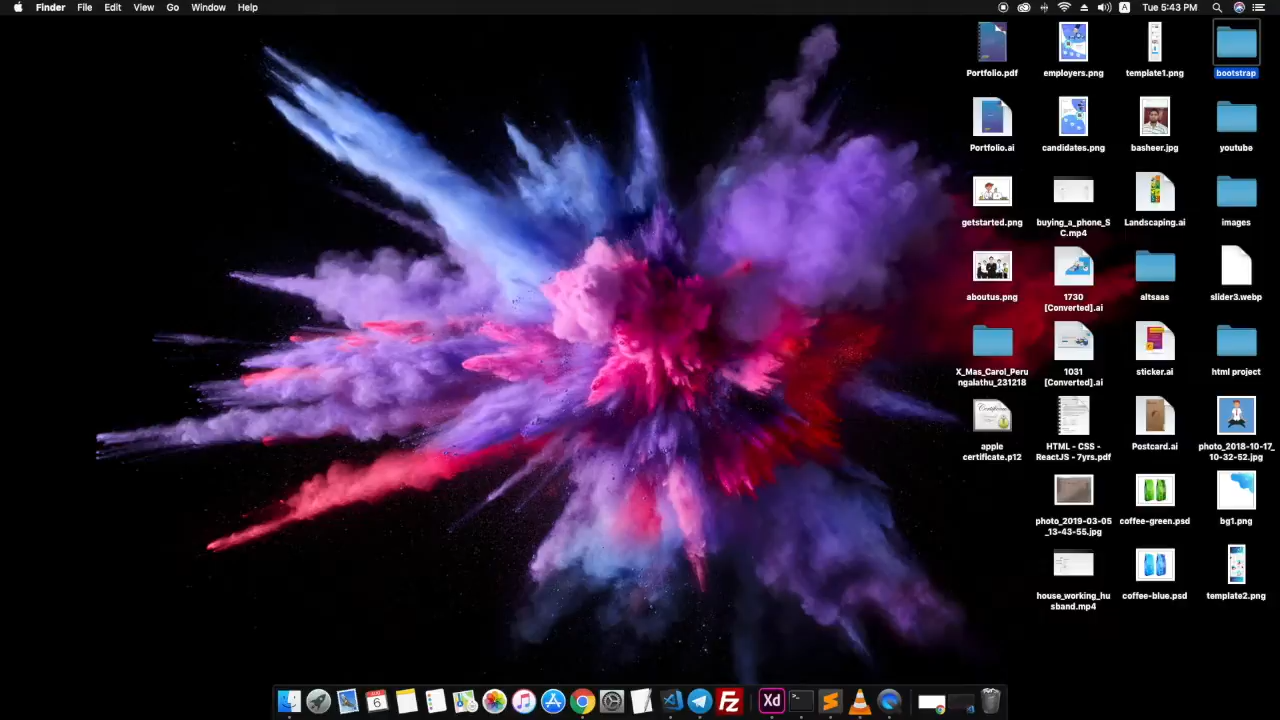 Finder File Edit View Go Window Help
A Tue 5:43 PM
Portfolio.pdf
employers.png
template1.png
bootstrap
Portfolio.ai
candidates.png
basheer.jpg
youtube
getstarted.png
buying_a_phone_S
C.mp4
Landscaping.ai
images
aboutus.png
1730
[Converted].ai
altsaas
slider3.webp
X_Mas_Carol_Peru
ngalathu_231218
1031
[Converted].ai
sticker.ai
html project
Certificate
apple
certificate.p12
HTML - CSS -
ReactJS - 7yrs.pdf
Postcard.ai
photo_2018-10-17_
10-32-52.jpg
photo_2019-03-05
_13-43-55.jpg
coffee-green.psd
bg1.png
house_working_hu
sband.mp4
coffee-blue.psd
template2.png
6
Fz
Xd